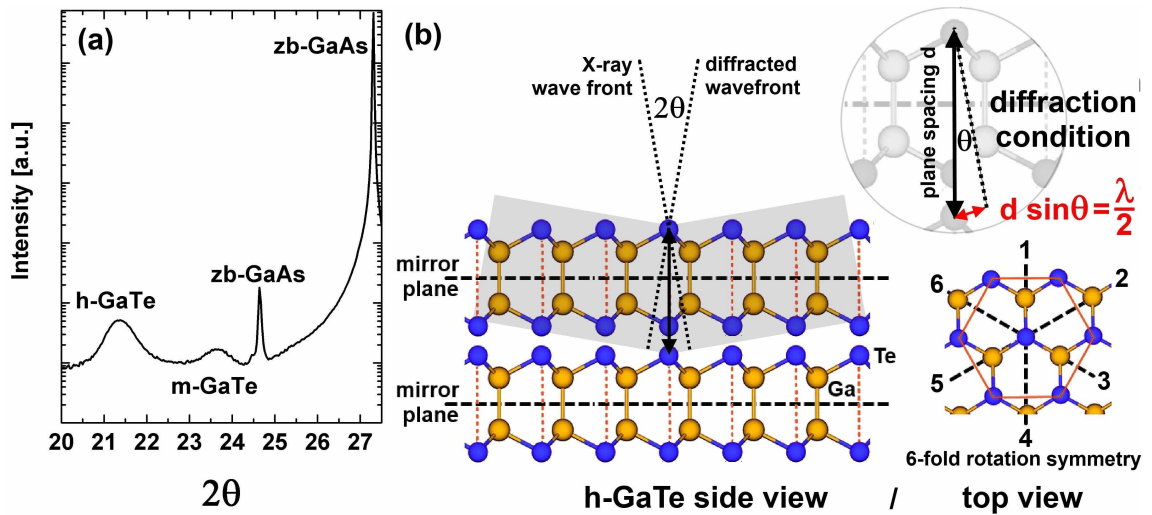 (a)
zb-GaAs
zb-GaAs
h-GaTe
m-GaTe
Intensity [a.u.]
20 21 22 23 24 25 26 27
2θ
(b)
X-ray
wave front
diffracted
wavefront
2θ
mirror
plane
mirror
plane
Te
Ga
h-GaTe side view / top view
plane spacing d
θ
diffraction
condition
d sinθ = λ/2
1
2
3
4
5
6
6-fold rotation symmetry